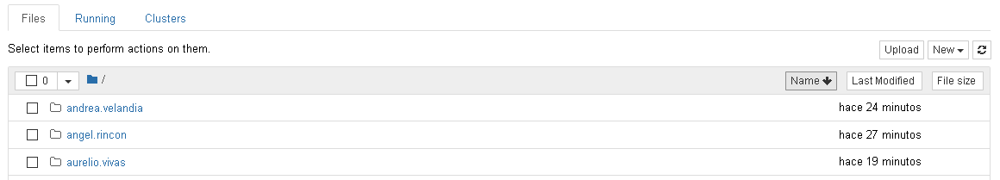 Files Running Clusters
Select items to perform actions on them. Upload New
0 / Name Last Modified File size
andrea.velandia hace 24 minutos
angel.rincon hace 27 minutos
aurelio.vivas hace 19 minutos